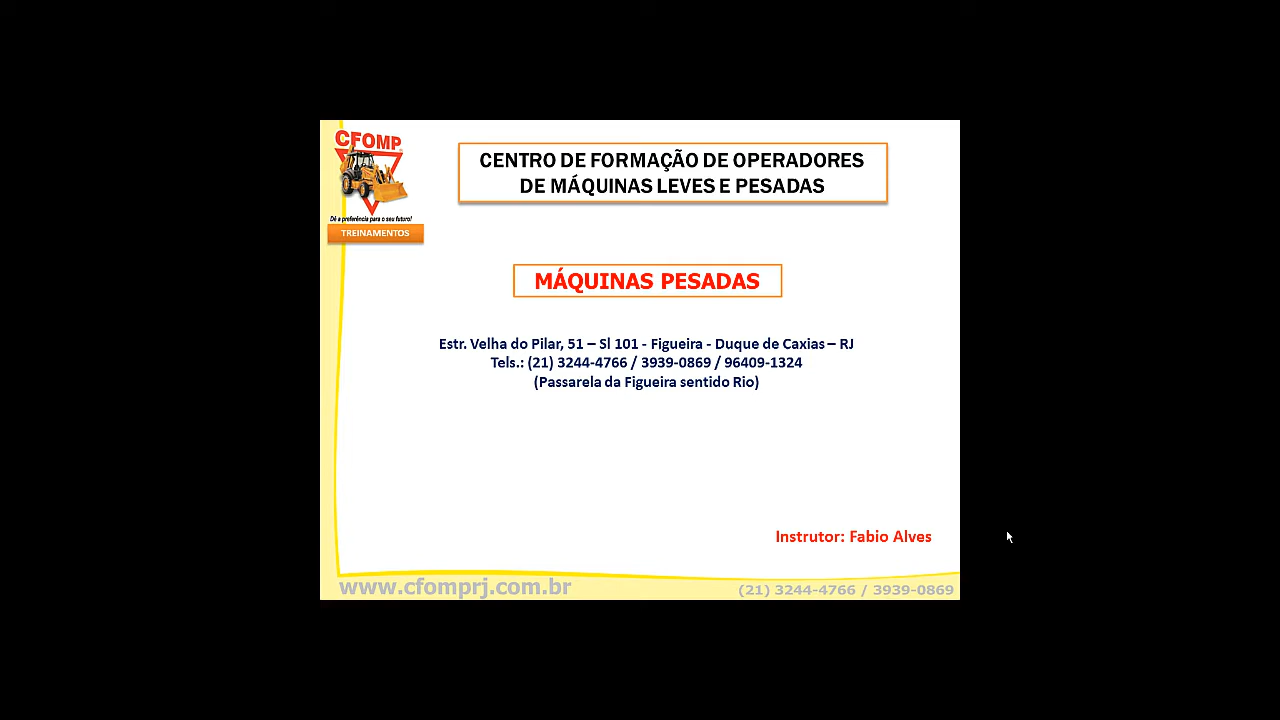 CFOMP
Dê a preferência para o seu futuro!
TREINAMENTOS
CENTRO DE FORMAÇÃO DE OPERADORES
DE MÁQUINAS LEVES E PESADAS
MÁQUINAS PESADAS
Estr. Velha do Pilar, 51 – Sl 101 - Figueira - Duque de Caxias – RJ
Tels.: (21) 3244-4766 / 3939-0869 / 96409-1324
(Passarela da Figueira sentido Rio)
Instrutor: Fabio Alves
www.cfomprj.com.br
(21) 3244-4766 / 3939-0869